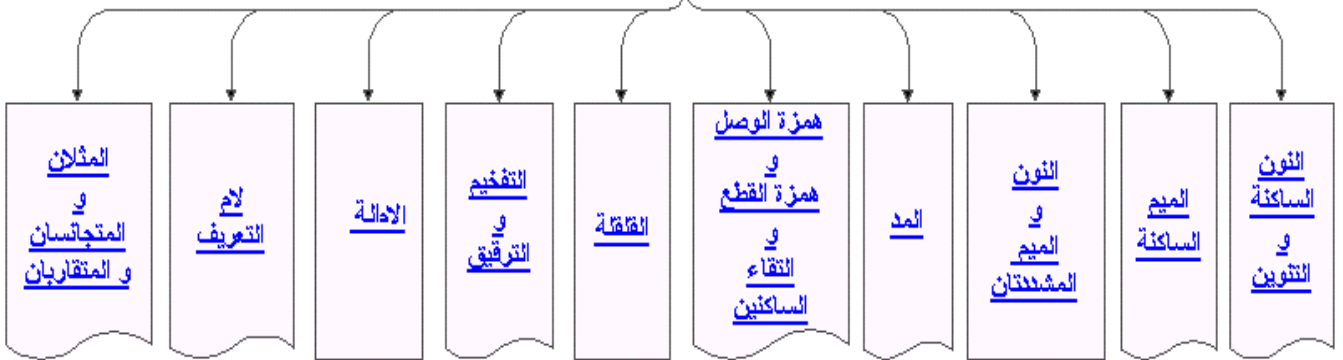 النون
الساكنة
و
التنوين
الميم
الساكنة
النون
و
الميم
المشددتان
المد
همزة الوصل
و
همزة القطع
و
التقاء
الساكنين
القلقلة
التفخيم
و
الترقيق
الامالة
لام
التعريف
المثلان
و
المتجانسان
و المتقاربان